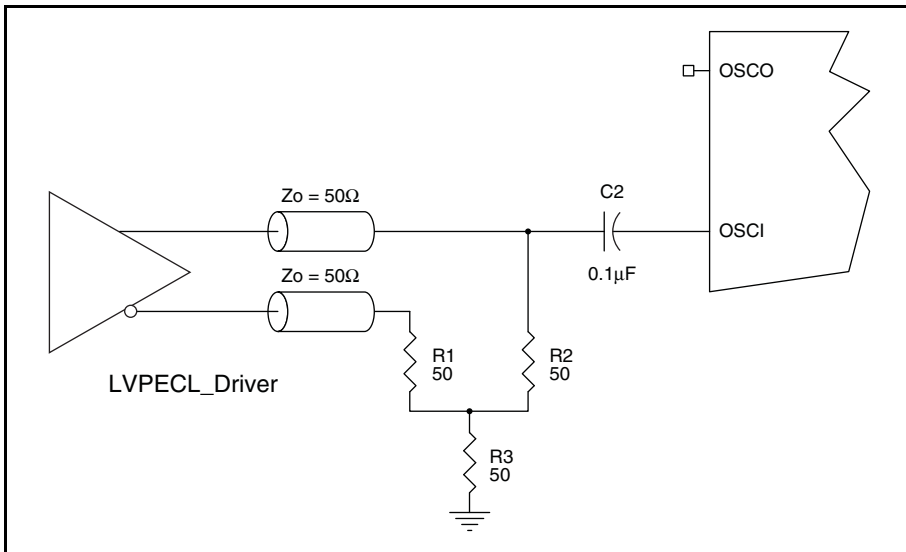 OSCO
Zo = 50Ω
C2
OSCI
0.1μF
Zo = 50Ω
R1
50
R2
50
LVPECL_Driver
R3
50